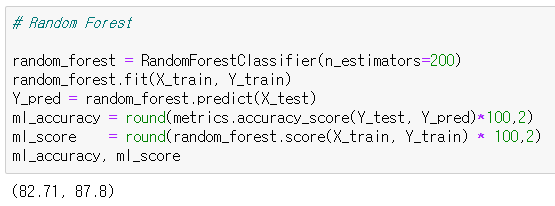 # Random Forest
random_forest = RandomForestClassifier(n_estimators=200)
random_forest.fit(X_train, Y_train)
Y_pred = random_forest.predict(X_test)
ml_accuracy = round(metrics.accuracy_score(Y_test, Y_pred)*100,2)
ml_score    = round(random_forest.score(X_train, Y_train) * 100,2)
ml_accuracy, ml_score
(82.71, 87.8)